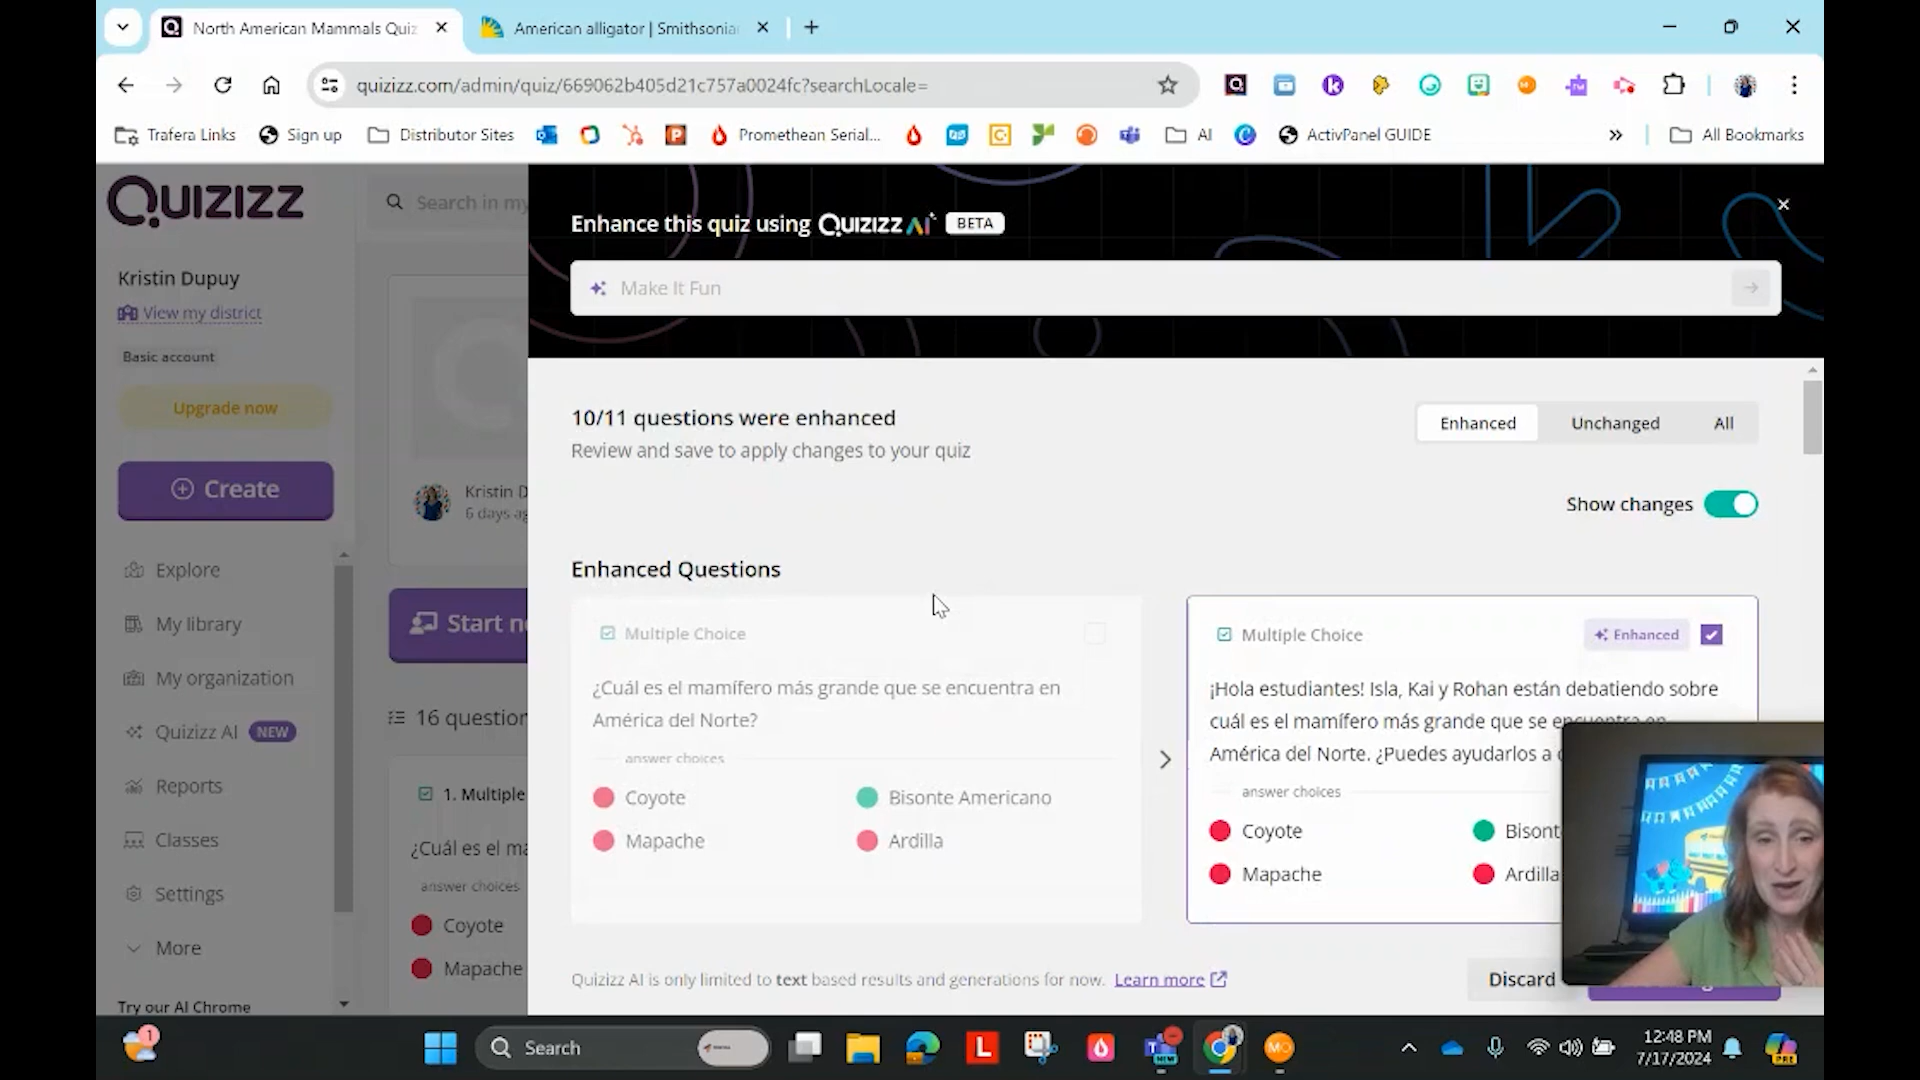 North American Mammals Quiz
American alligator | Smithsonian
quizizz.com/admin/quiz/669062b405d21c757a0024fc?searchLocale=
Trafera Links
Sign up
Distributor Sites
Promethean Serial...
AI
ActivPanel GUIDE
All Bookmarks
QUIZIZZ
Search in my
Kristin Dupuy
View my district
Basic account
Upgrade now
Create
Explore
My library
My organization
Quizizz AI NEW
Reports
Classes
Settings
More
Try our AI Chrome
Kristin D
6 days ag
Start ne
16 question
1. Multiple
¿Cuál es el ma
answer choices
Coyote
Mapache
Enhance this quiz using QUIZIZZ AI BETA
Make It Fun
10/11 questions were enhanced
Review and save to apply changes to your quiz
Enhanced
Unchanged
All
Show changes
Enhanced Questions
Multiple Choice
¿Cuál es el mamífero más grande que se encuentra en
América del Norte?
answer choices
Coyote
Bisonte Americano
Mapache
Ardilla
Multiple Choice
Enhanced
¡Hola estudiantes! Isla, Kai y Rohan están debatiendo sobre
cuál es el mamífero más grande que se encuentra en
América del Norte. ¿Puedes ayudarlos a
answer choices
Coyote
Bisont
Mapache
Ardilla
Quizizz AI is only limited to text based results and generations for now. Learn more
Discard
Search
12:48 PM
7/17/2024